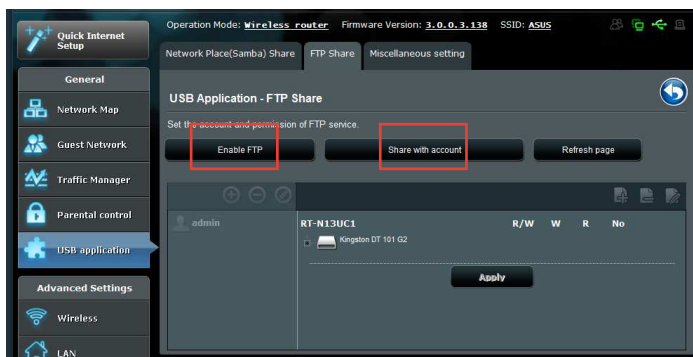 Operation Mode: Wireless router Firmware Version: 3.0.0.3.138 SSID: ASUS
Quick Internet
Setup
Network Place(Samba) Share FTP Share Miscellaneous setting
General
Network Map
Guest Network
Traffic Manager
Parental control
USB application
Advanced Settings
Wireless
LAN
USB Application - FTP Share
Set the account and permission of FTP service.
Enable FTP Share with account Refresh page
admin
RT-N13UC1 R/W W R No
Kingston DT 101 G2
Apply